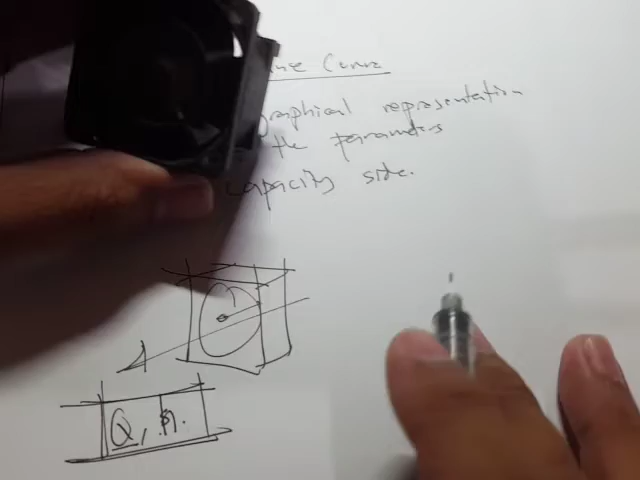 Curve
graphical representation
the parameters
capacity side.
Q, h.